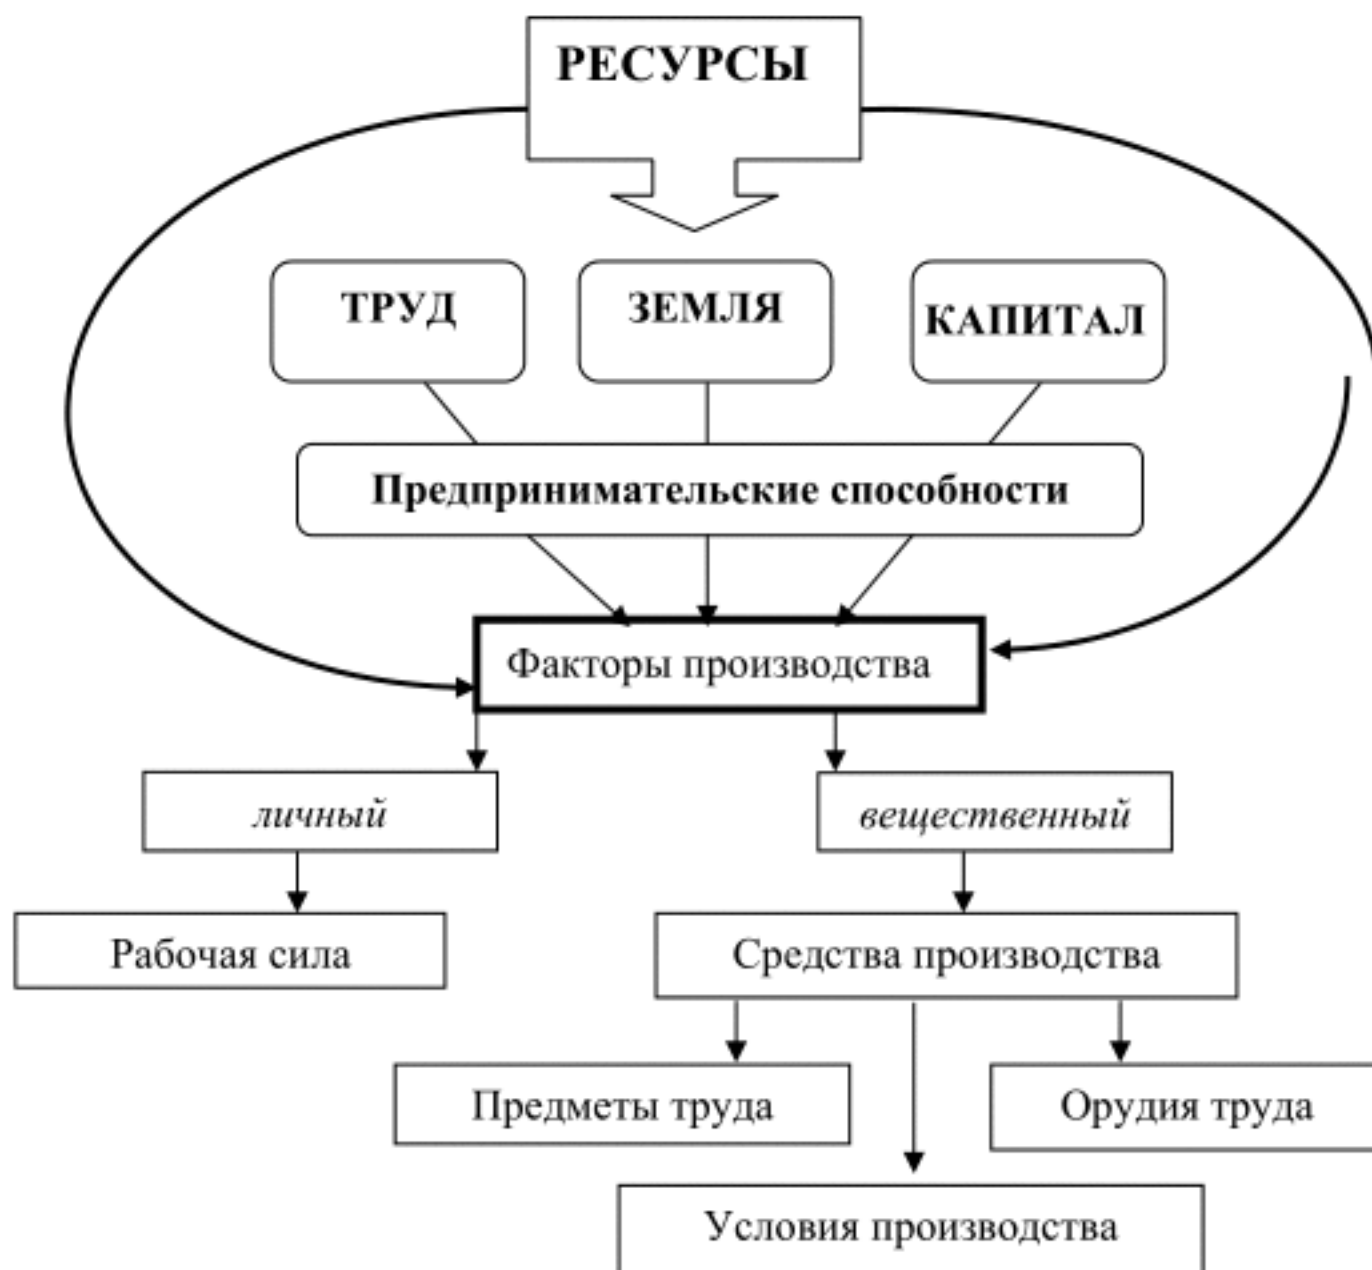 РЕСУРСЫ
ТРУД
ЗЕМЛЯ
КАПИТАЛ
Предпринимательские способности
Факторы производства
личный
вещественный
Рабочая сила
Средства производства
Предметы труда
Орудия труда
Условия производства